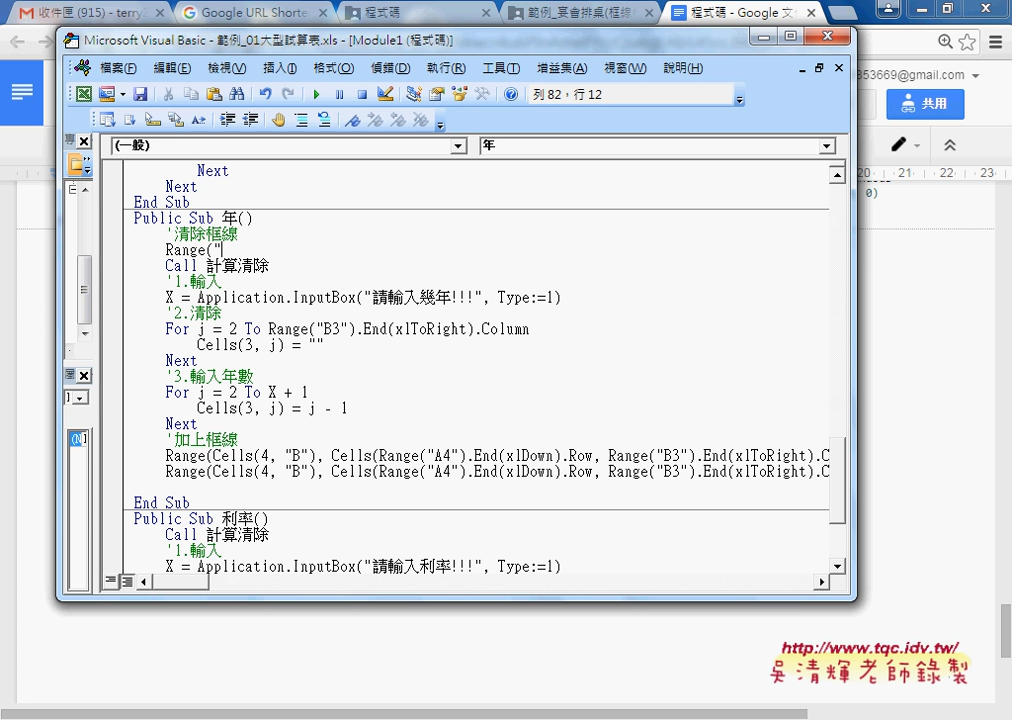 收件匣 (915) - terry
Google URL Shorte
程式碼
範例_宴會排桌(框線
程式碼 - Google 文
Microsoft Visual Basic - 範例_01大型試算表.xls - [Module1 (程式碼)]
檔案(F) 編輯(E) 檢視(V) 插入(I) 格式(O) 偵錯(D) 執行(R) 工具(T) 增益集(A) 視窗(W) 說明(H)
853669@gmail.com
列 82，行 12
共用
(一般)
年
20 21 22 23
0)
Next
Next
End Sub
Public Sub 年()
'清除框線
Range("
Call 計算清除
'1.輸入
X = Application.InputBox("請輸入幾年!!!", Type:=1)
'2.清除
For j = 2 To Range("B3").End(xlToRight).Column
Cells(3, j) = ""
Next
'3.輸入年數
For j = 2 To X + 1
Cells(3, j) = j - 1
Next
'加上框線
Range(Cells(4, "B"), Cells(Range("A4").End(xlDown).Row, Range("B3").End(xlToRight).C
Range(Cells(4, "B"), Cells(Range("A4").End(xlDown).Row, Range("B3").End(xlToRight).C
End Sub
Public Sub 利率()
Call 計算清除
'1.輸入
X = Application.InputBox("請輸入利率!!!", Type:=1)
http://www.tqc.idv.tw/
吳清輝老師錄製